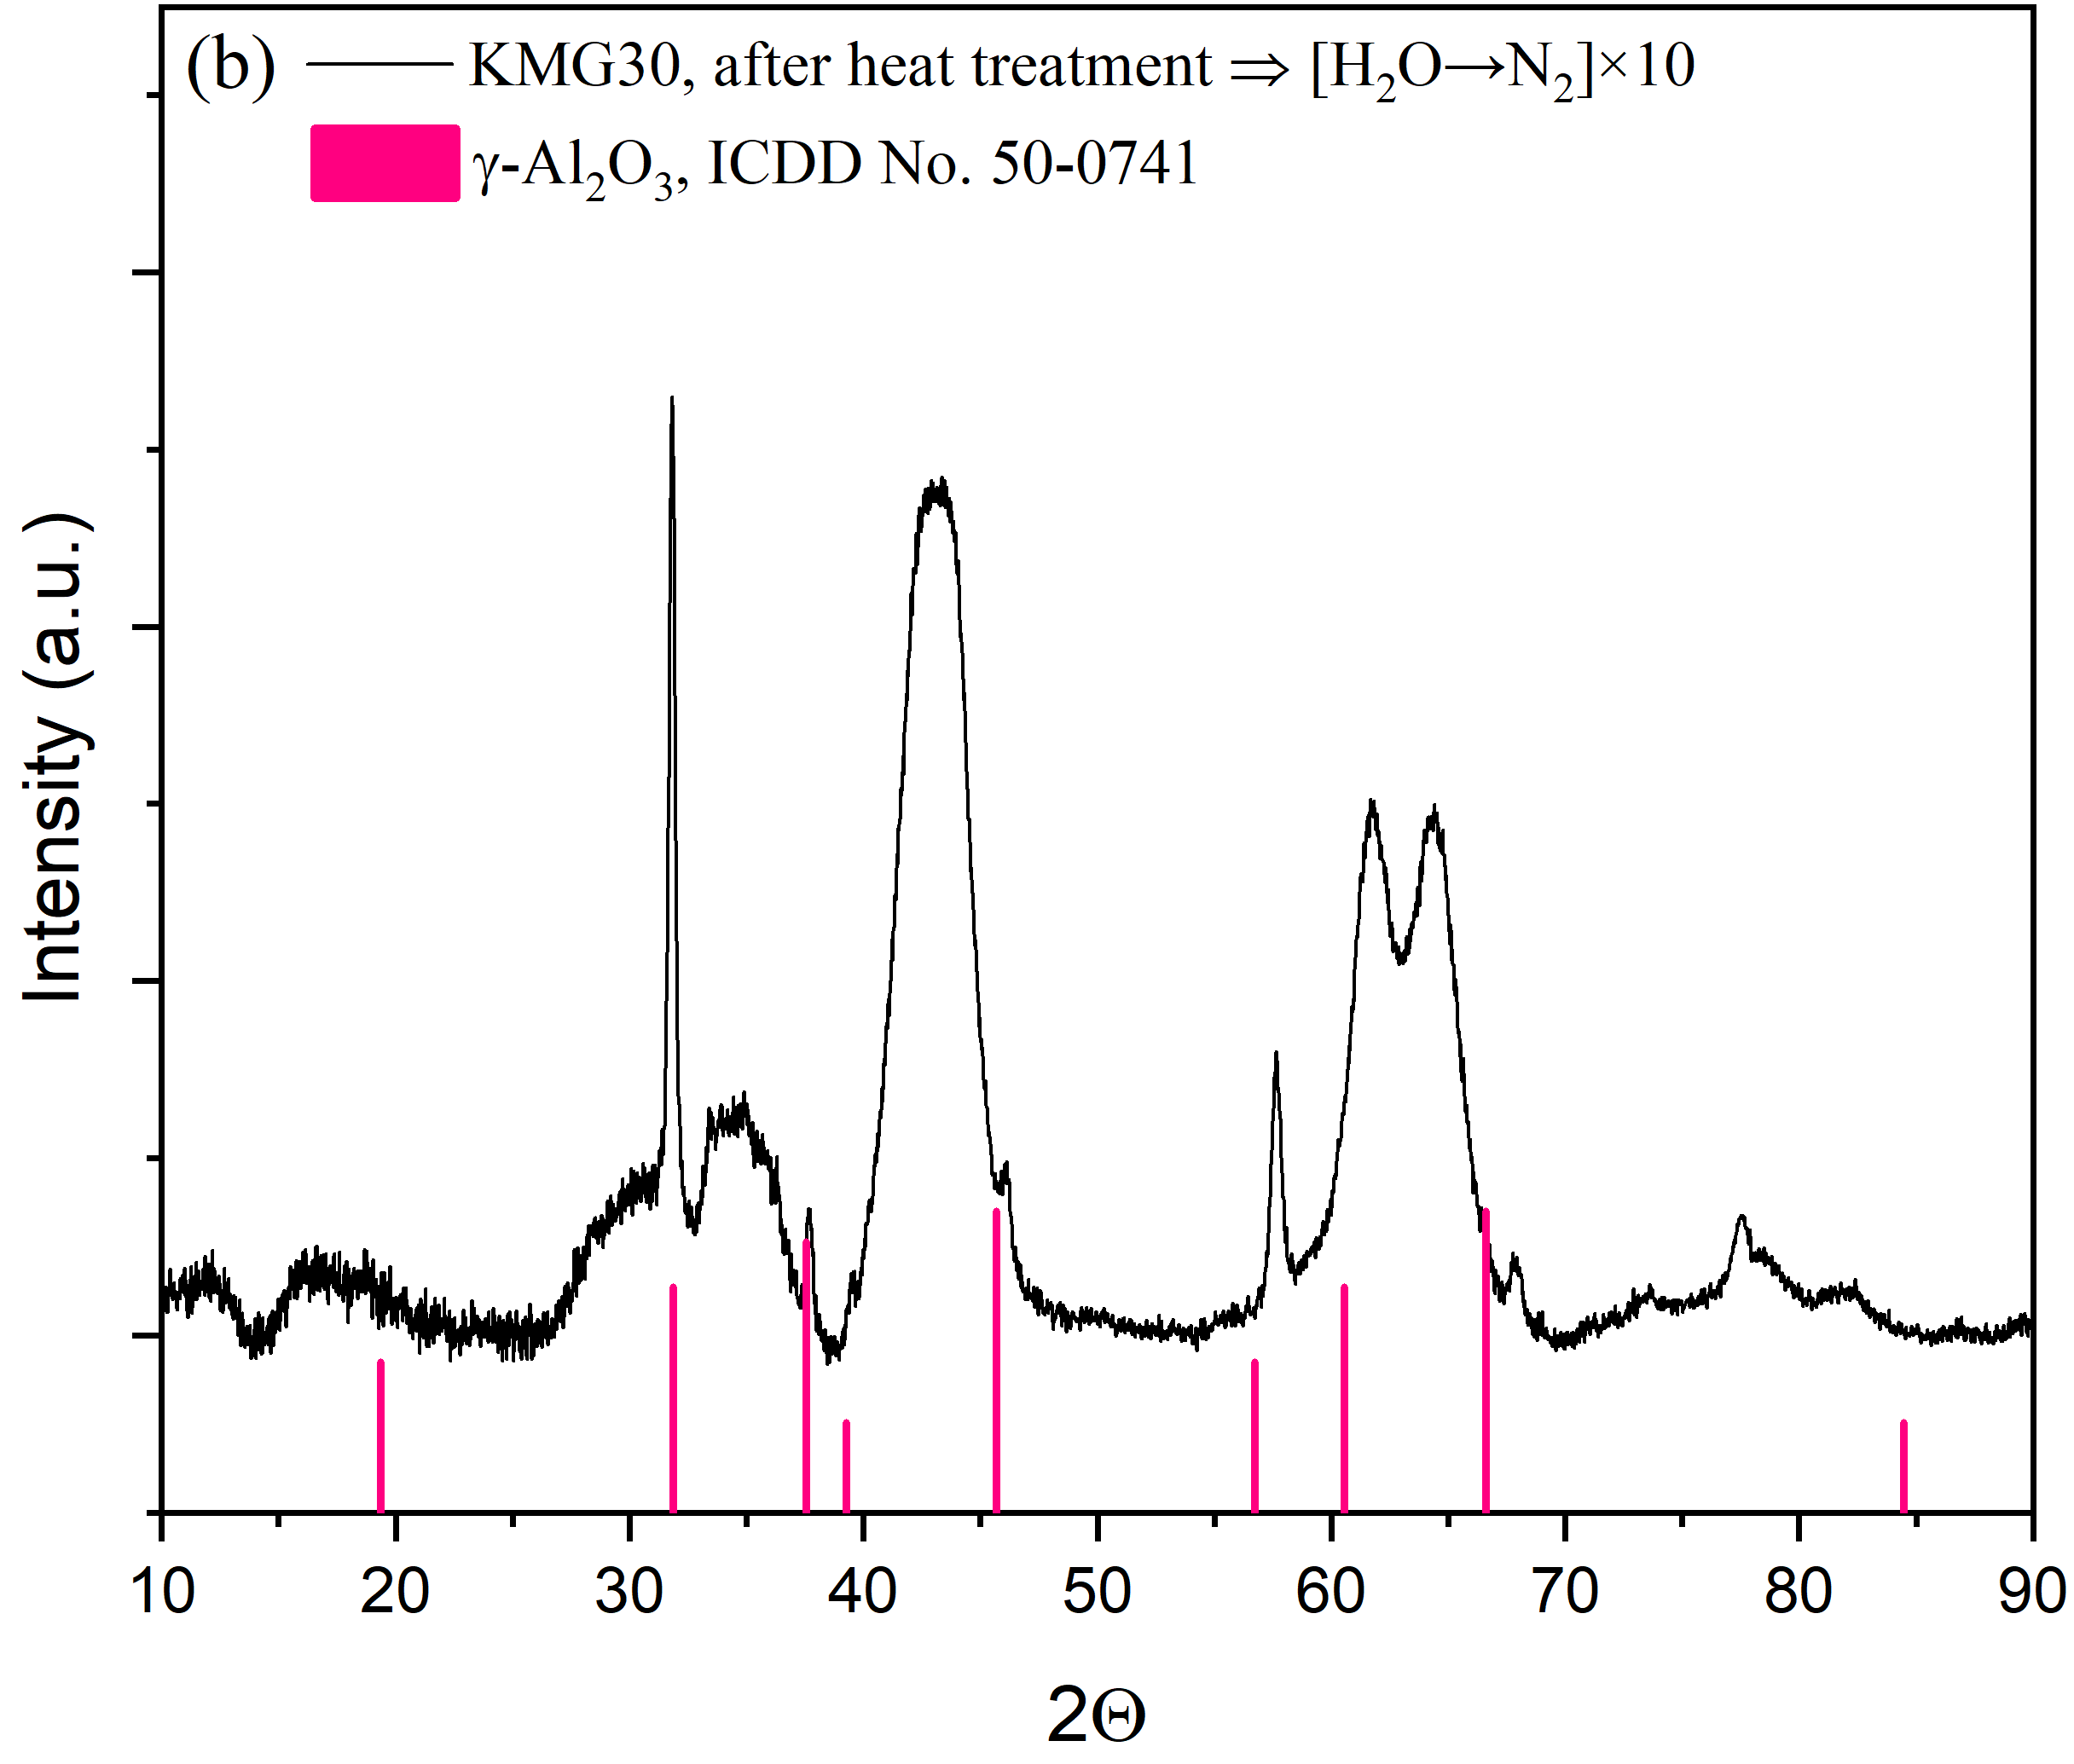 (b) KMG30, after heat treatment ⇒ [H₂O→N₂]×10
γ-Al₂O₃, ICDD No. 50-0741
Intensity (a.u.)
10 20 30 40 50 60 70 80 90
2Θ